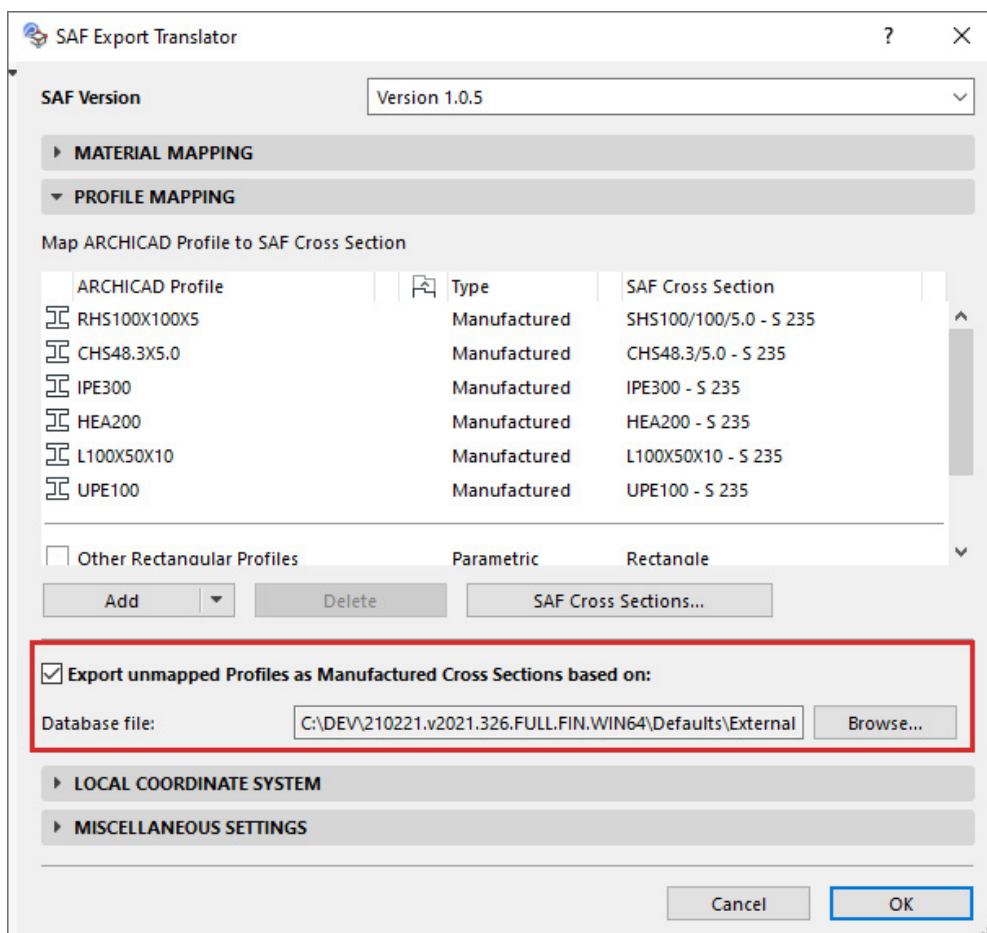 SAF Export Translator ?
SAF Version Version 1.0.5
MATERIAL MAPPING
PROFILE MAPPING
Map ARCHICAD Profile to SAF Cross Section
ARCHICAD Profile Type SAF Cross Section
RHS100X100X5 Manufactured SHS100/100/5.0 - S 235
CHS48.3X5.0 Manufactured CHS48.3/5.0 - S 235
IPE300 Manufactured IPE300 - S 235
HEA200 Manufactured HEA200 - S 235
L100X50X10 Manufactured L100X50X10 - S 235
UPE100 Manufactured UPE100 - S 235
Other Rectangular Profiles Parametric Rectangle
Add Delete SAF Cross Sections...
Export unmapped Profiles as Manufactured Cross Sections based on:
Database file: C:\DEV\210221.v2021.326.FULL.FIN.WIN64\Defaults\External Browse...
LOCAL COORDINATE SYSTEM
MISCELLANEOUS SETTINGS
Cancel OK